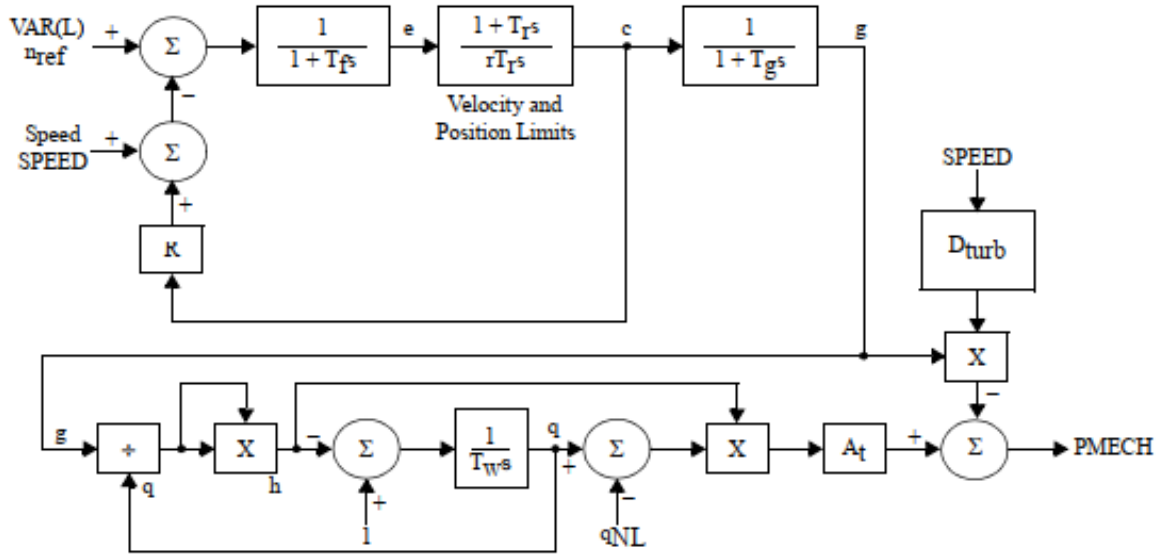 VAR(L)
nref
+
Σ
1
1 + Tfs
e
1 + Trs
rTrs
c
1
1 + Tgs
g
Velocity and
Position Limits
−
Speed
SPEED
+
Σ
+
R
SPEED
Dturb
X
−
g
÷
q
X
h
−
Σ
+
1
1
Tws
q
+
Σ
−
qNL
X
At
+
Σ
PMECH